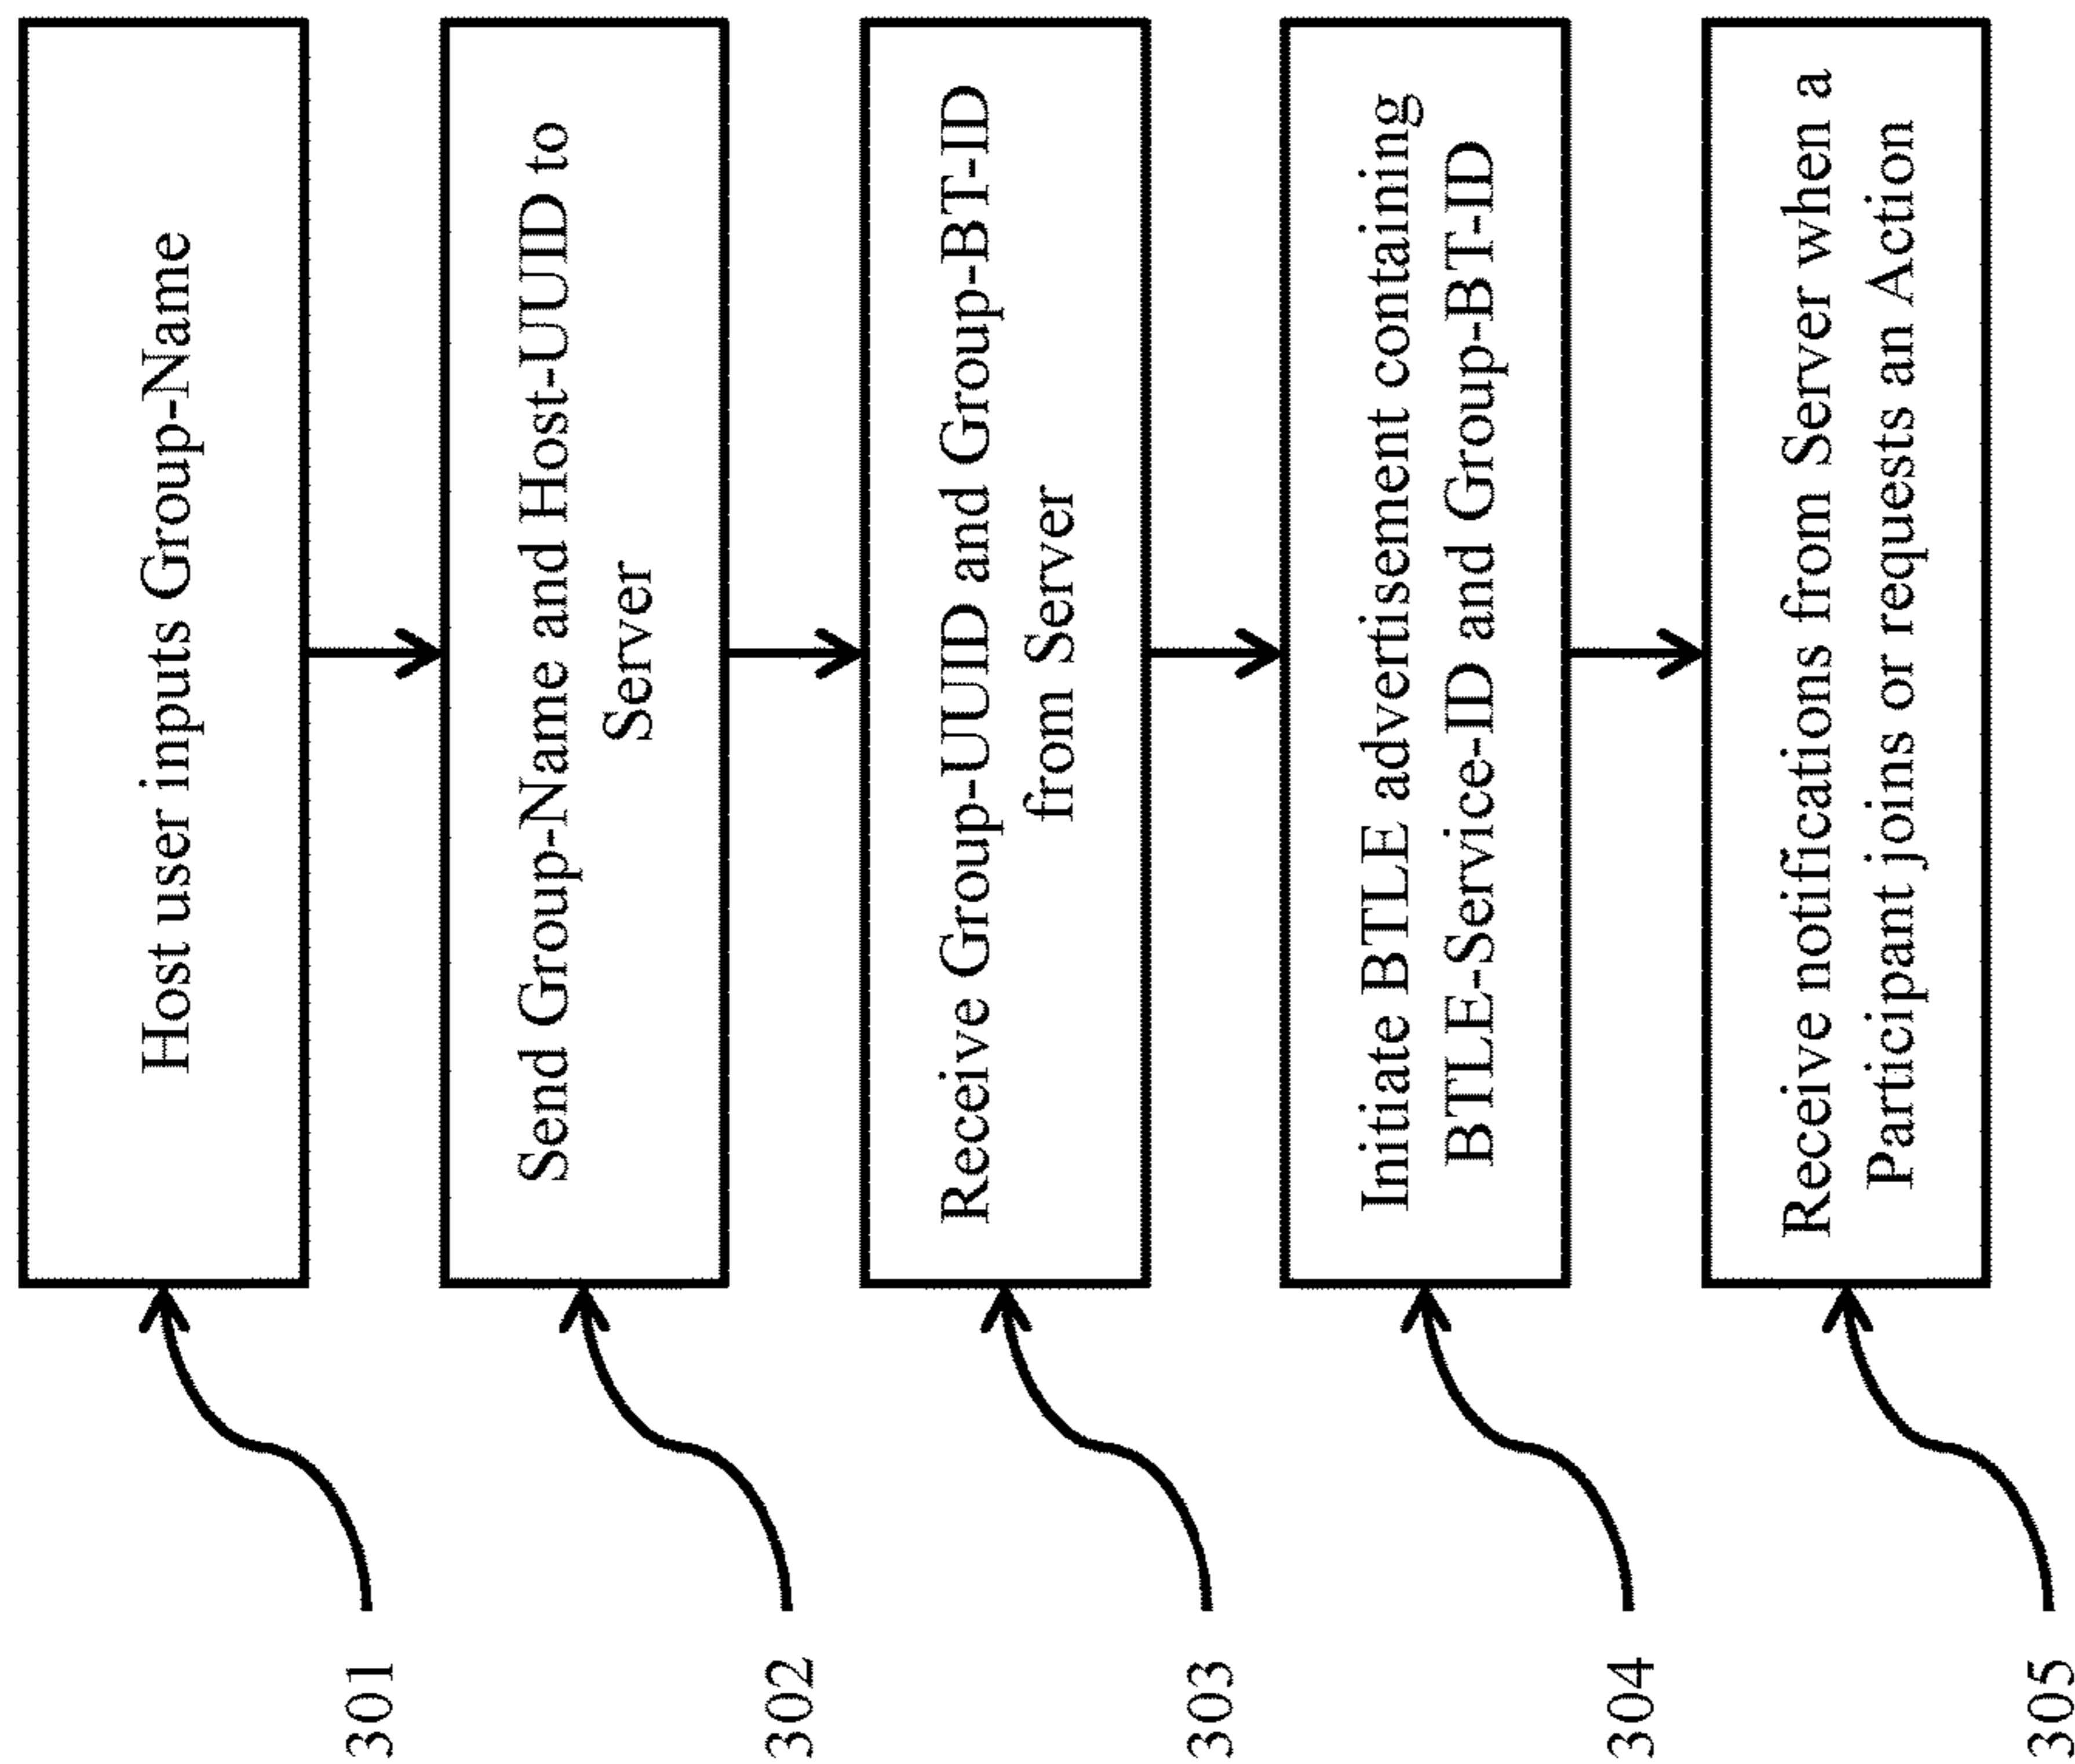 301
Host user inputs Group-Name
302
Send Group-Name and Host-UUID to
Server
303
Receive Group-UUID and Group-BT-ID
from Server
304
Initiate BTLE advertisement containing
BTLE-Service-ID and Group-BT-ID
305
Receive notifications from Server when a
Participant joins or requests an Action